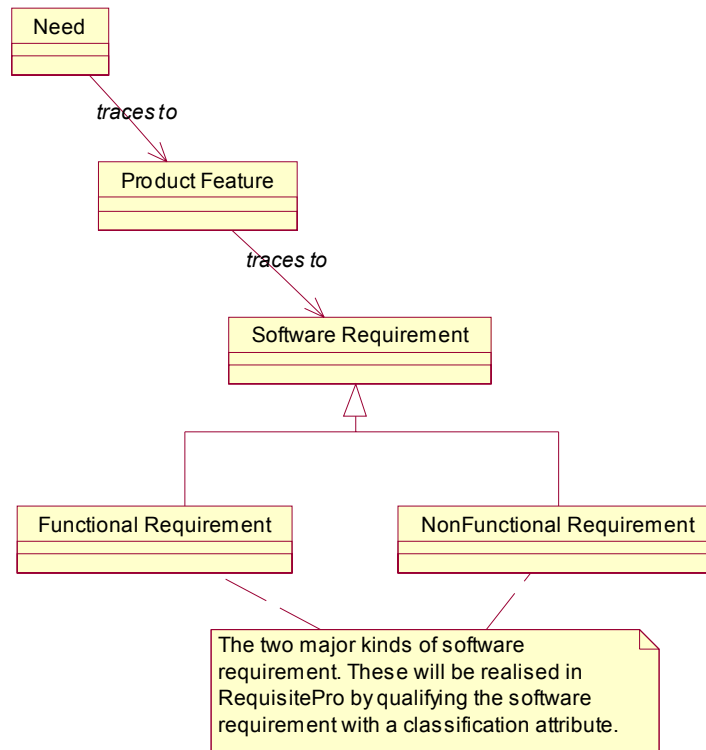 Need
traces to
Product Feature
traces to
Software Requirement
Functional Requirement
NonFunctional Requirement
The two major kinds of software
requirement. These will be realised in
RequisitePro by qualifying the software
requirement with a classification attribute.